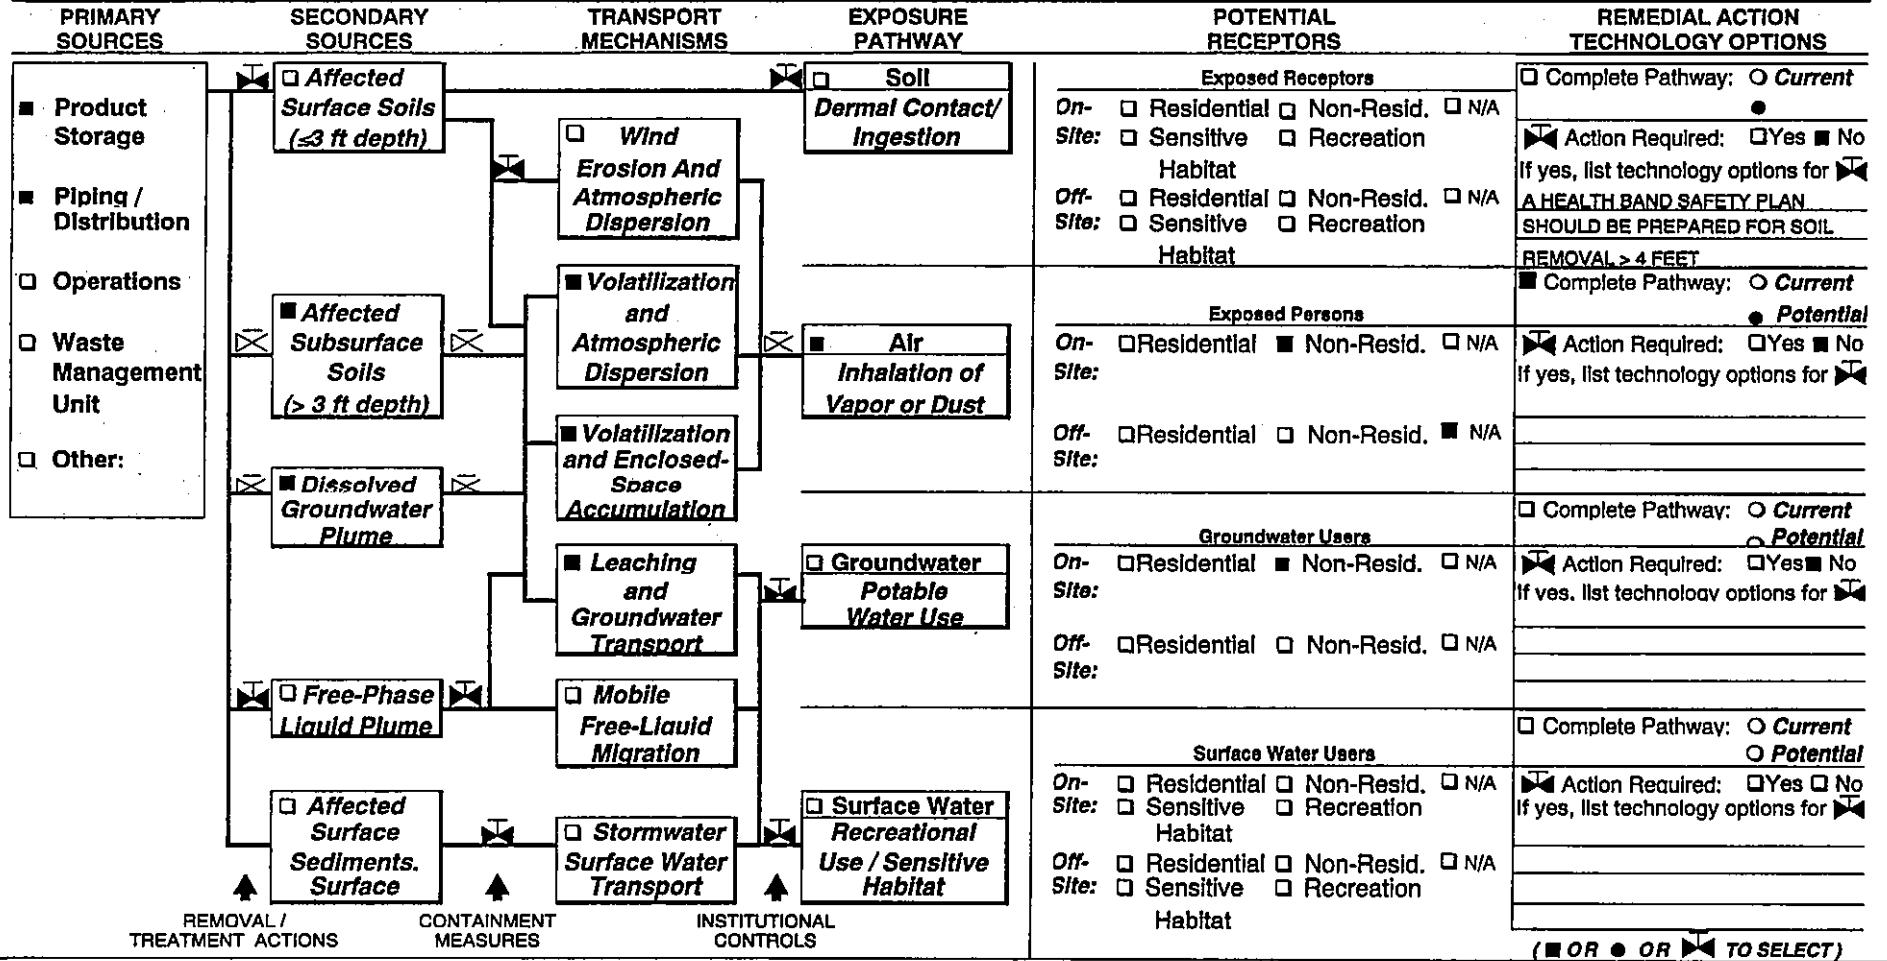 PRIMARY SOURCES
SECONDARY SOURCES
TRANSPORT MECHANISMS
EXPOSURE PATHWAY
POTENTIAL RECEPTORS
REMEDIAL ACTION TECHNOLOGY OPTIONS
■ Product
Storage
■ Piping /
Distribution
□ Operations
□ Waste
Management
Unit
□ Other:
□ Affected
Surface Soils
(≤3 ft depth)
■ Affected
Subsurface
Soils
(> 3 ft depth)
■ Dissolved
Groundwater
Plume
□ Free-Phase
Liquid Plume
□ Affected
Surface
Sediments.
Surface
□ Wind
Erosion And
Atmospheric
Dispersion
■ Volatilization
and
Atmospheric
Dispersion
■ Volatilization
and Enclosed-
Space
Accumulation
■ Leaching
and
Groundwater
Transport
□ Mobile
Free-Liquid
Migration
□ Stormwater
Surface Water
Transport
□ Soil
Dermal Contact/
Ingestion
■ Air
Inhalation of
Vapor or Dust
□ Groundwater
Potable
Water Use
□ Surface Water
Recreational
Use / Sensitive
Habitat
REMOVAL /
TREATMENT ACTIONS
CONTAINMENT
MEASURES
INSTITUTIONAL
CONTROLS
Exposed Receptors
On- □ Residential □ Non-Resid. □ N/A
Site: □ Sensitive □ Recreation
Habitat
Off- □ Residential □ Non-Resid. □ N/A
Site: □ Sensitive □ Recreation
Habitat
Exposed Persons
On- □Residential ■ Non-Resid. □ N/A
Site:
Off- □Residential □ Non-Resid. ■ N/A
Site:
Groundwater Users
On- □Residential ■ Non-Resid. □ N/A
Site:
Off- □Residential □ Non-Resid. □ N/A
Site:
Surface Water Users
On- □ Residential □ Non-Resid. □ N/A
Site: □ Sensitive □ Recreation
Habitat
Off- □ Residential □ Non-Resid. □ N/A
Site: □ Sensitive □ Recreation
Habitat
□ Complete Pathway: ○ Current
●
Action Required: □Yes ■ No
If yes, list technology options for
A HEALTH BAND SAFETY PLAN
SHOULD BE PREPARED FOR SOIL
REMOVAL > 4 FEET
■ Complete Pathway: ○ Current
● Potential
Action Required: □Yes ■ No
If yes, list technology options for
□ Complete Pathway: ○ Current
○ Potential
Action Required: □Yes■ No
If yes, list technology options for
□ Complete Pathway: ○ Current
○ Potential
Action Required: □Yes □ No
If yes, list technology options for
( ■ OR ● OR TO SELECT )